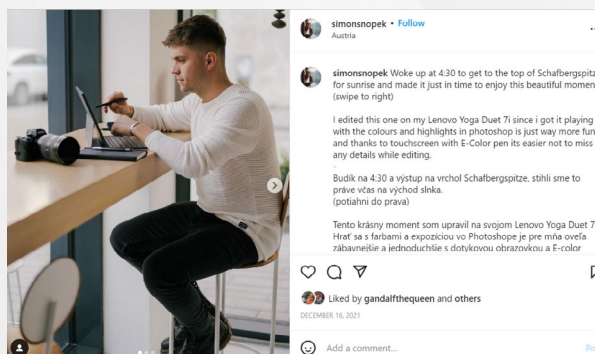 simonsnopek • Follow
Austria
simonsnopek Woke up at 4:30 to get to the top of Schafbergspitz
for sunrise and made it just in time to enjoy this beautiful momen
(swipe to right)
I edited this one on my Lenovo Yoga Duet 7i since i got it playing
with the colours and highlights in photoshop is just way more fun
and thanks to touchscreen with E-Color pen its easier not to miss
any details while editing.
Budík na 4:30 a výstup na vrchol Schafbergspitze, stihli sme to
práve včas na východ slnka.
(potiahni do prava)
Tento krásny moment som upravil na svojom Lenovo Yoga Duet 7
Hrať sa s farbami a expozíciou vo Photoshope je pre mňa oveľa
zábavnejšie a jednoduchšie s dotykovou obrazovkou a E-color
Liked by gandalfthequeen and others
DECEMBER 16, 2021
Add a comment...